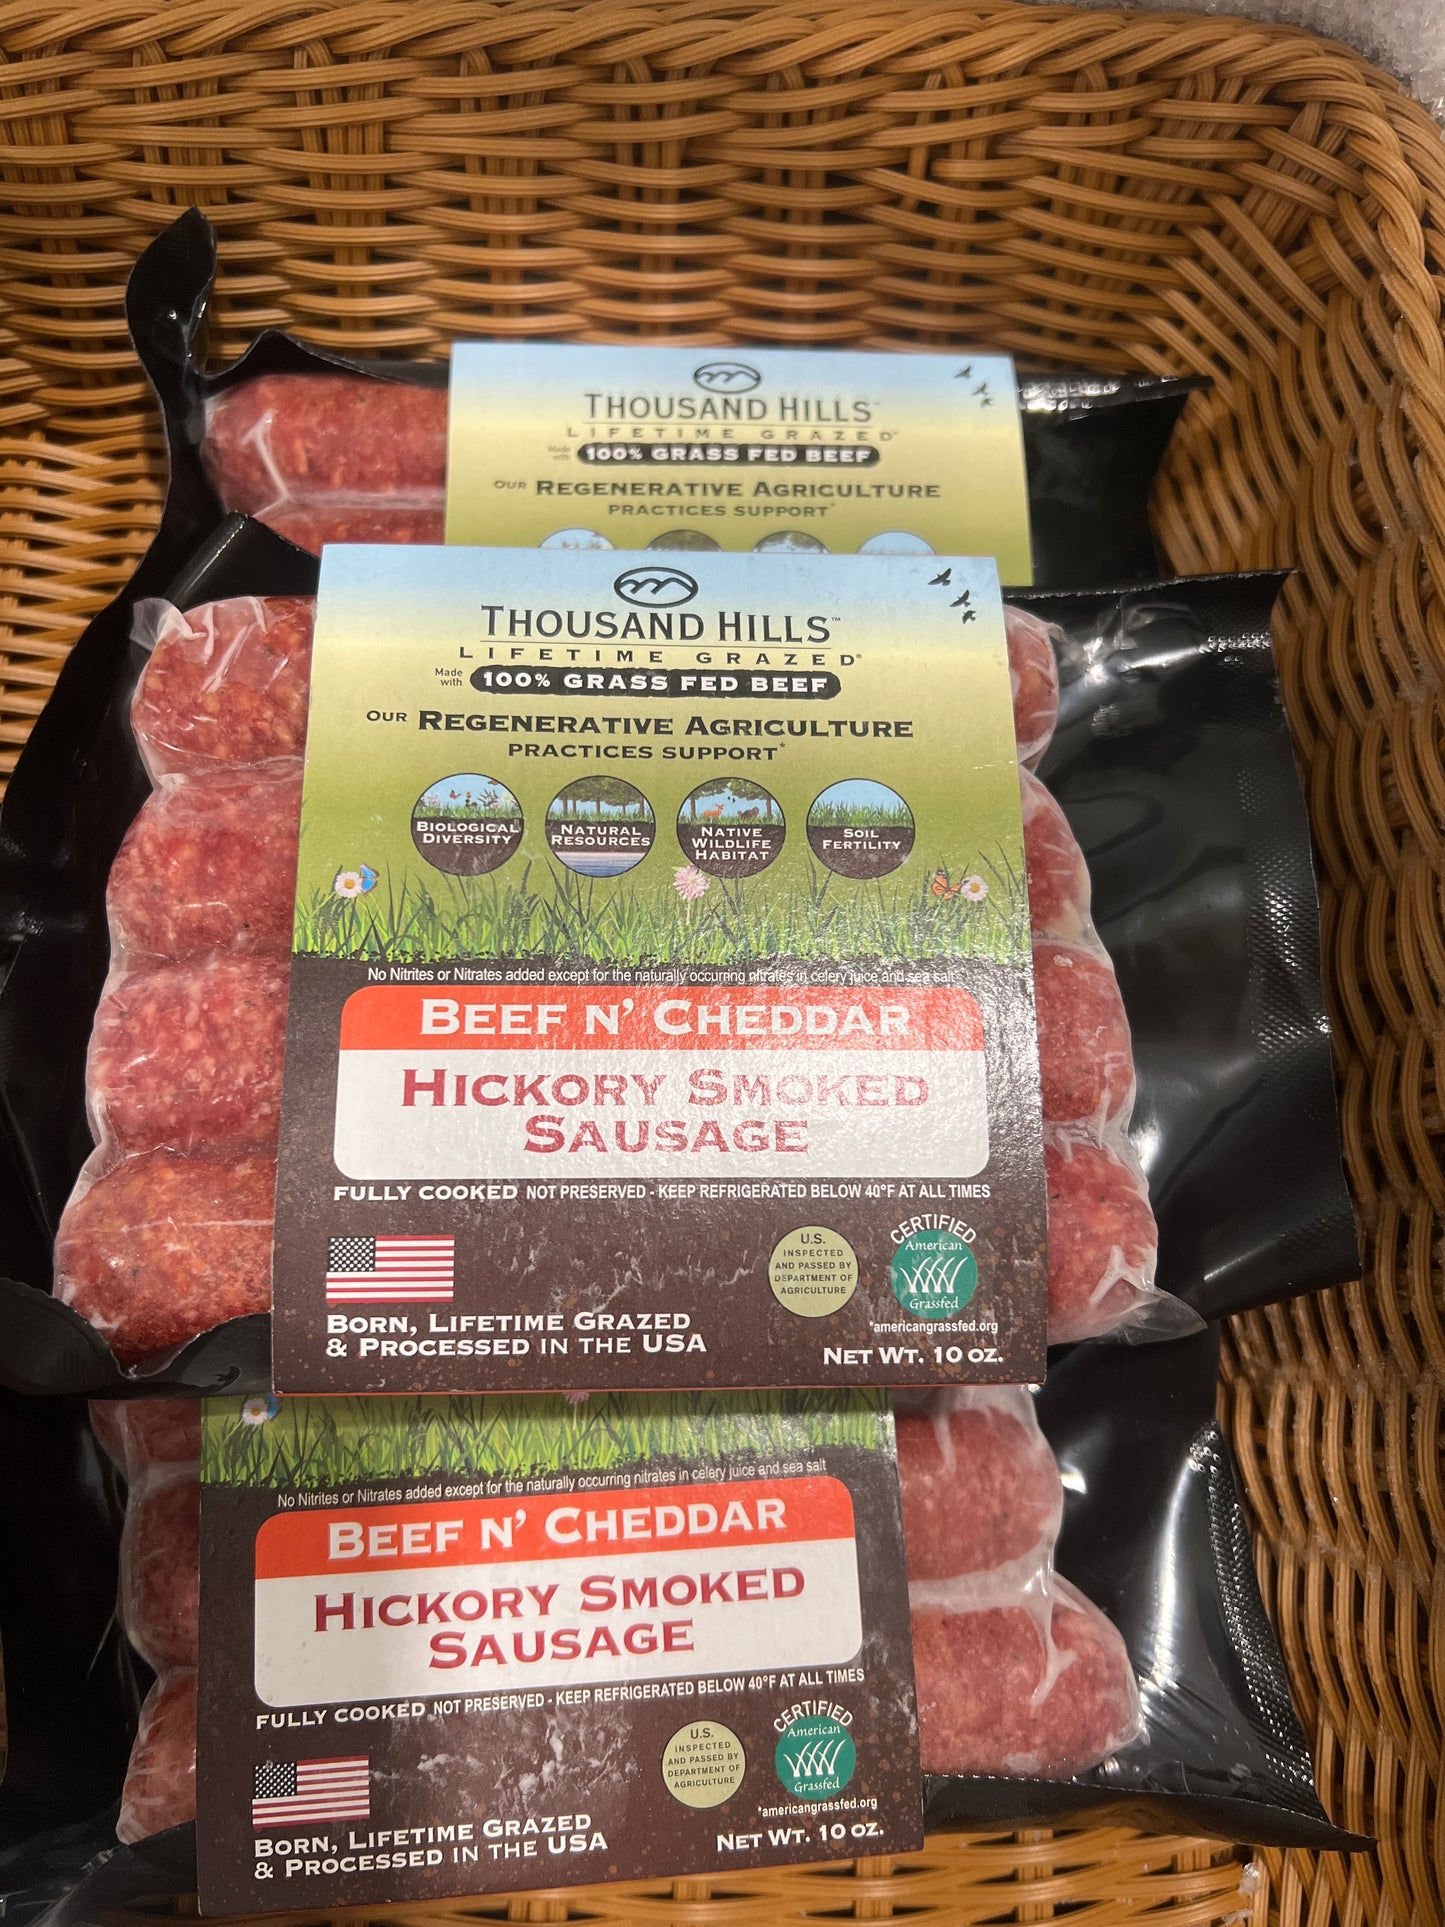 THOUSAND HILLS™
LIFETIME GRAZED™
Made with 100% GRASS FED BEEF
OUR REGENERATIVE AGRICULTURE
PRACTICES SUPPORT*
THOUSAND HILLS™
LIFETIME GRAZED®
Made with 100% GRASS FED BEEF
OUR REGENERATIVE AGRICULTURE
PRACTICES SUPPORT*
BIOLOGICAL DIVERSITY
NATURAL RESOURCES
NATIVE WILDLIFE HABITAT
SOIL FERTILITY
No Nitrites or Nitrates added except for the naturally occurring nitrates in celery juice and sea salt
BEEF N' CHEDDAR
HICKORY SMOKED
SAUSAGE
FULLY COOKED NOT PRESERVED - KEEP REFRIGERATED BELOW 40°F AT ALL TIMES
U.S.
INSPECTED
AND PASSED BY
DEPARTMENT OF
AGRICULTURE
CERTIFIED
American
Grassfed
*americangrassfed.org
BORN, LIFETIME GRAZED
& PROCESSED IN THE USA
NET WT. 10 OZ.
No Nitrites or Nitrates added except for the naturally occurring nitrates in celery juice and sea salt
BEEF N' CHEDDAR
HICKORY SMOKED
SAUSAGE
FULLY COOKED NOT PRESERVED - KEEP REFRIGERATED BELOW 40°F AT ALL TIMES
U.S.
INSPECTED
AND PASSED BY
DEPARTMENT OF
AGRICULTURE
CERTIFIED
American
Grassfed
*americangrassfed.org
BORN, LIFETIME GRAZED
& PROCESSED IN THE USA
NET WT. 10 OZ.